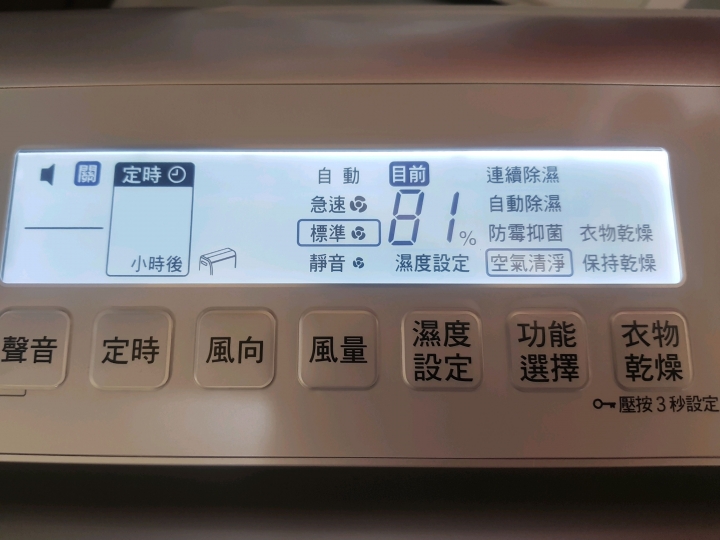 關 定時 自動 目前 連續除濕
急速 81% 自動除濕
標準 防霉抑菌 衣物乾燥
小時後 靜音 濕度設定 空氣清淨 保持乾燥
聲音 定時 風向 風量 濕度設定 功能選擇 衣物乾燥
壓按3秒設定